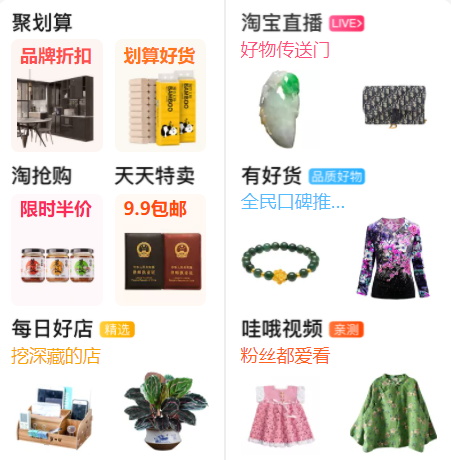 聚划算
品牌折扣
划算好货
BAMBOO
BAMBOO
淘抢购
天天特卖
限时半价
9.9包邮
每日好店 精选
挖深藏的店
淘宝直播 LIVE>
好物传送门
有好货 品质好物
全民口碑推...
哇哦视频 亲测
粉丝都爱看